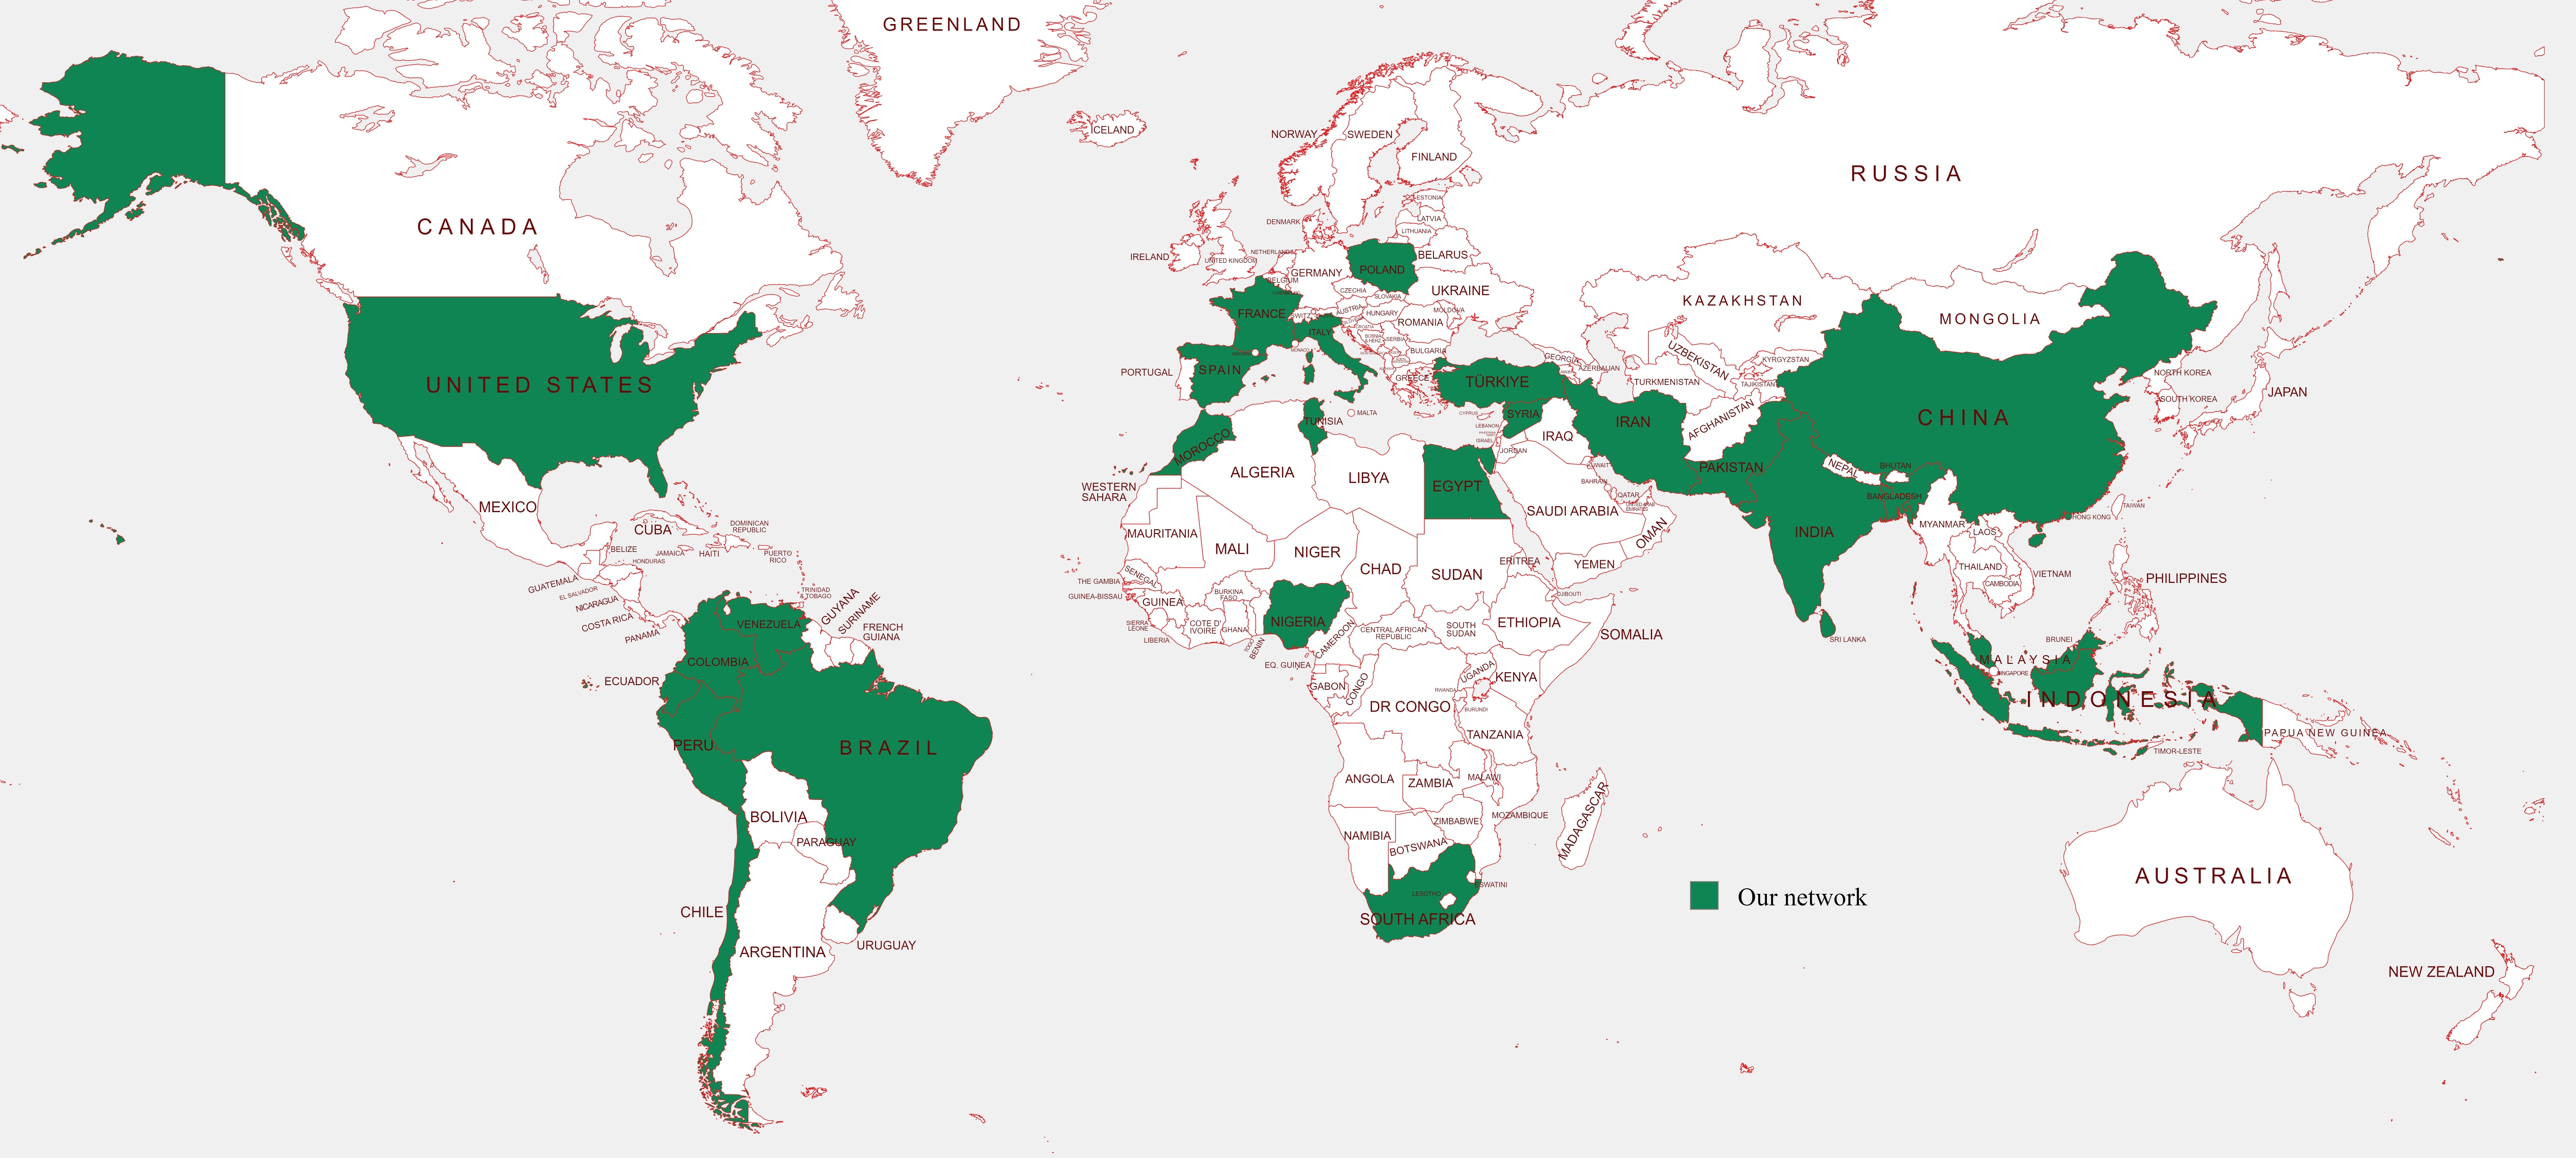 GREENLAND
ICELAND
NORWAY
SWEDEN
FINLAND
RUSSIA
CANADA
ESTONIA
LATVIA
LITHUANIA
DENMARK
IRELAND
UNITED KINGDOM
NETHERLANDS
BELGIUM
GERMANY
POLAND
BELARUS
UKRAINE
CZECHIA
SLOVAKIA
AUSTRIA
HUNGARY
MOLDOVA
ROMANIA
FRANCE
SWITZ.
ITALY
CROATIA
BOSNIA
& HERZ.
SERBIA
BULGARIA
MONACO
PORTUGAL
SPAIN
GREECE
TÜRKIYE
GEORGIA
AZERBAIJAN
KAZAKHSTAN
UZBEKISTAN
KYRGYZSTAN
TURKMENISTAN
TAJIKISTAN
MONGOLIA
NORTH KOREA
SOUTH KOREA
JAPAN
CHINA
UNITED STATES
MALTA
CYPRUS
SYRIA
LEBANON
ISRAEL
JORDAN
IRAQ
IRAN
AFGHANISTAN
KUWAIT
PAKISTAN
NEPAL
BHUTAN
BANGLADESH
INDIA
MOROCCO
TUNISIA
ALGERIA
LIBYA
EGYPT
WESTERN
SAHARA
BAHRAIN
QATAR
UNITED ARAB
EMIRATES
SAUDI ARABIA
OMAN
YEMEN
MEXICO
CUBA
DOMINICAN
REPUBLIC
BELIZE
JAMAICA
HAITI
PUERTO
RICO
HONDURAS
GUATEMALA
EL SALVADOR
NICARAGUA
COSTA RICA
PANAMA
TRINIDAD
& TOBAGO
MAURITANIA
MALI
NIGER
CHAD
SUDAN
ERITREA
DJIBOUTI
SENEGAL
THE GAMBIA
GUINEA-BISSAU
GUINEA
SIERRA
LEONE
LIBERIA
COTE D'
IVOIRE
BURKINA
FASO
GHANA
TOGO
BENIN
NIGERIA
CAMEROON
CENTRAL AFRICAN
REPUBLIC
SOUTH
SUDAN
ETHIOPIA
SOMALIA
MYANMAR
LAOS
HONG KONG
TAIWAN
THAILAND
CAMBODIA
VIETNAM
PHILIPPINES
SRI LANKA
BRUNEI
MALAYSIA
SINGAPORE
INDONESIA
PAPUA NEW GUINEA
TIMOR-LESTE
VENEZUELA
GUYANA
SURINAME
FRENCH
GUIANA
COLOMBIA
ECUADOR
PERU
BRAZIL
BOLIVIA
PARAGUAY
CHILE
ARGENTINA
URUGUAY
EQ. GUINEA
GABON
CONGO
DR CONGO
UGANDA
KENYA
RWANDA
BURUNDI
TANZANIA
ANGOLA
ZAMBIA
MALAWI
MOZAMBIQUE
ZIMBABWE
NAMIBIA
BOTSWANA
MADAGASCAR
ESWATINI
LESOTHO
SOUTH AFRICA
AUSTRALIA
NEW ZEALAND
Our network